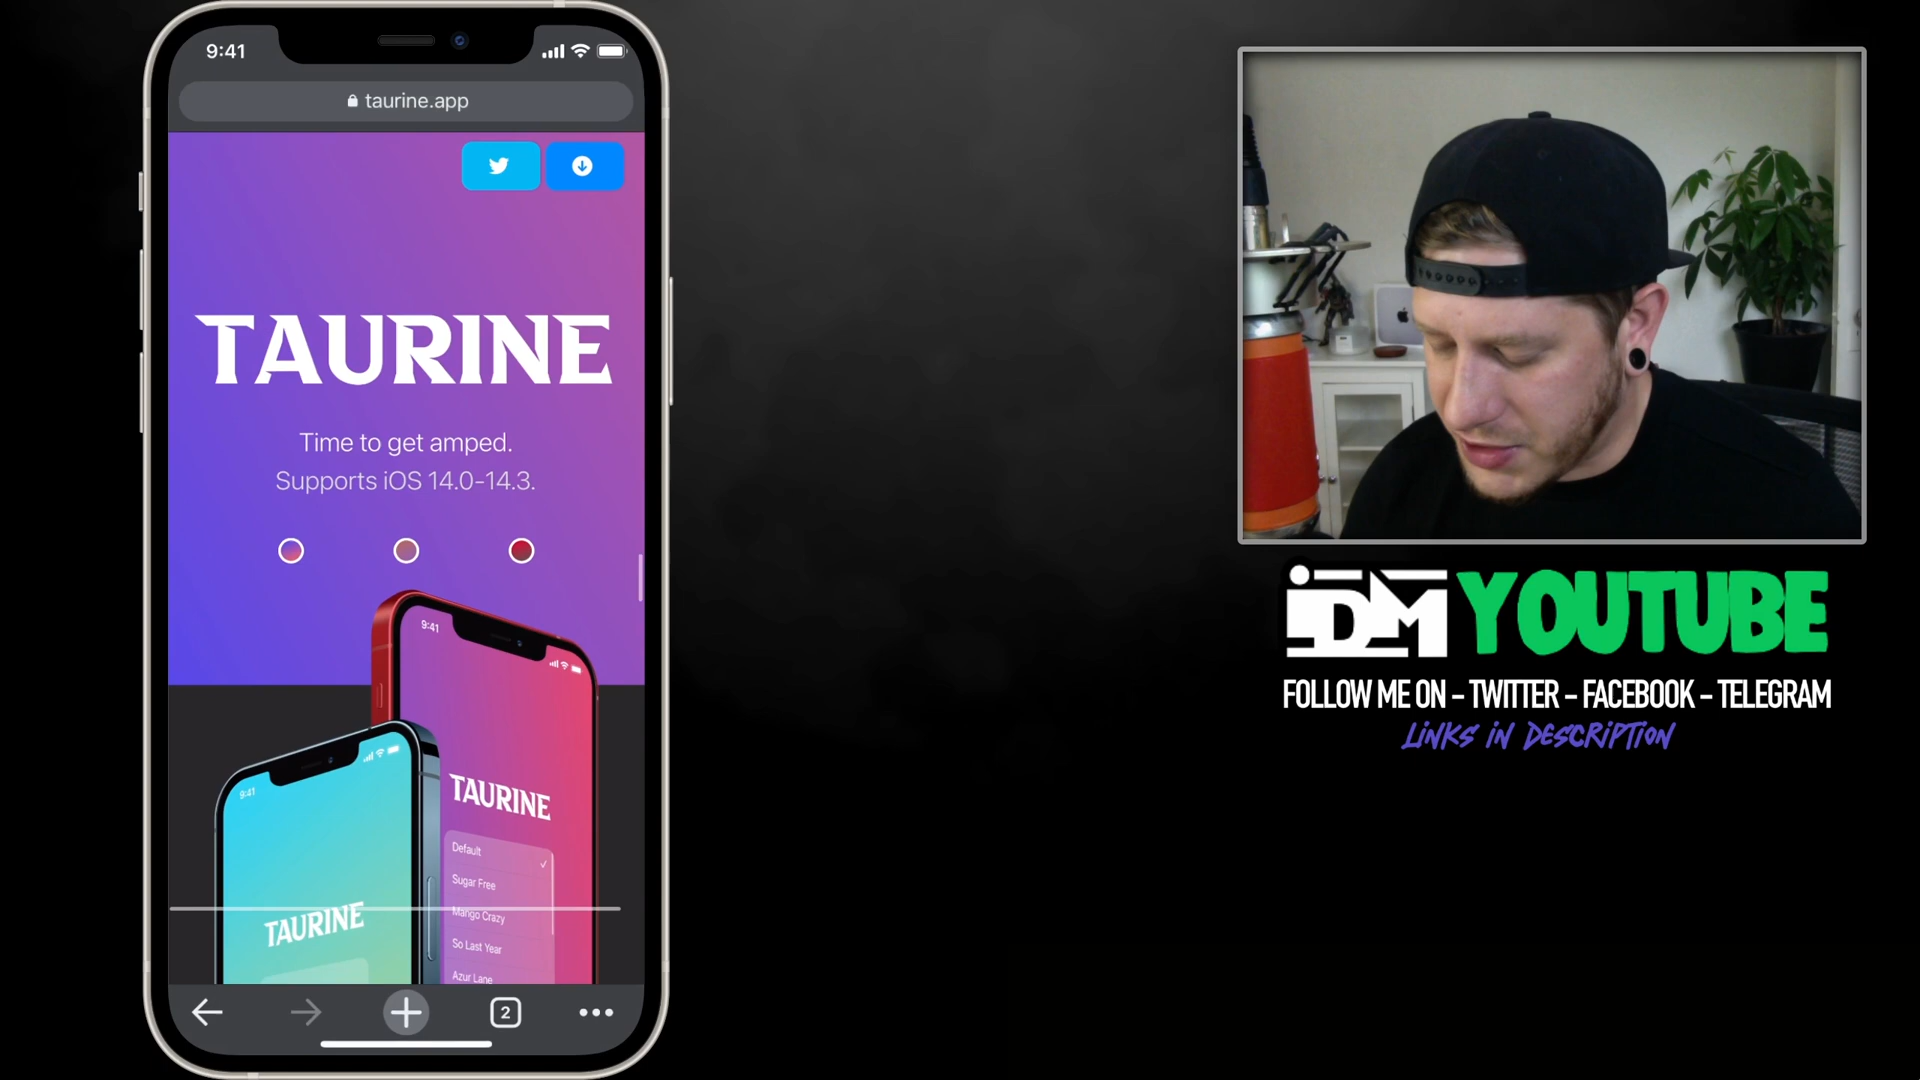 9:41
taurine.app
TAURINE
Time to get amped.
Supports iOS 14.0-14.3.
9:41
TAURINE
Default
Sugar Free
Mango Crazy
So Last Year
Azur Lane
9:41
TAURINE
2
iDM YOUTUBE
FOLLOW ME ON - TWITTER - FACEBOOK - TELEGRAM
LINKS IN DESCRIPTION